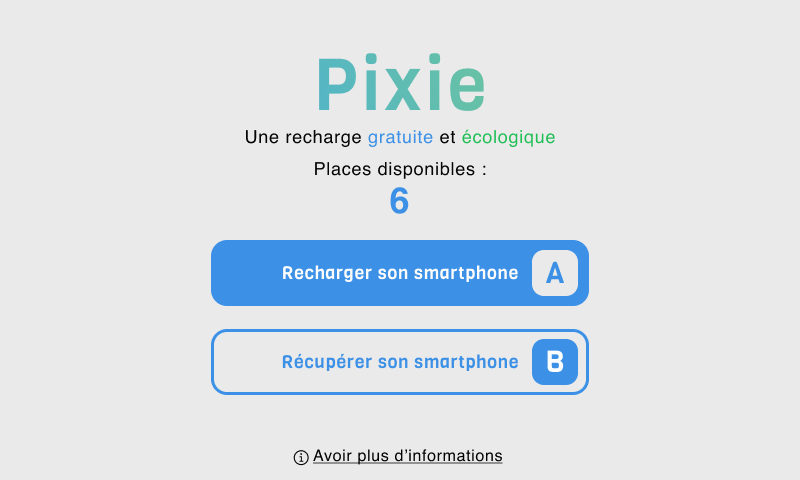 Pixie
Une recharge gratuite et écologique
Places disponibles :
6
Recharger son smartphone A
Récupérer son smartphone B
Avoir plus d'informations